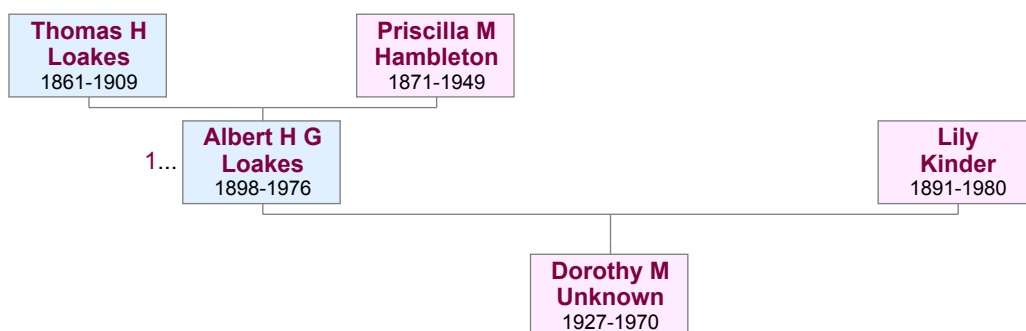 Thomas H
Loakes
1861-1909
Priscilla M
Hambleton
1871-1949
1...
Albert H G
Loakes
1898-1976
Lily
Kinder
1891-1980
Dorothy M
Unknown
1927-1970